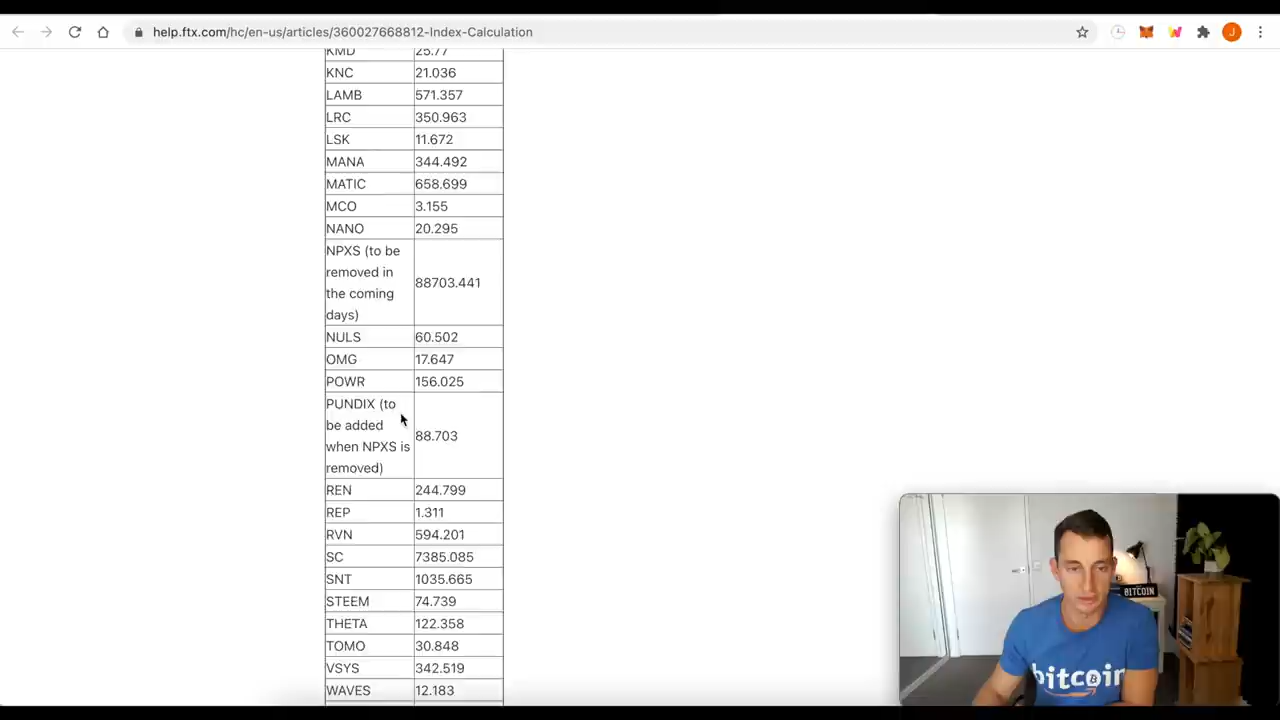 help.ftx.com/hc/en-us/articles/360027668812-Index-Calculation
J
KMD 25.77
KNC 21.036
LAMB 571.357
LRC 350.963
LSK 11.672
MANA 344.492
MATIC 658.699
MCO 3.155
NANO 20.295
NPXS (to be
removed in
the coming
days)
88703.441
NULS 60.502
OMG 17.647
POWR 156.025
PUNDIX (to
be added
when NPXS is
removed)
88.703
REN 244.799
REP 1.311
RVN 594.201
SC 7385.085
SNT 1035.665
STEEM 74.739
THETA 122.358
TOMO 30.848
VSYS 342.519
WAVES 12.183
BITCOIN
bitcoin